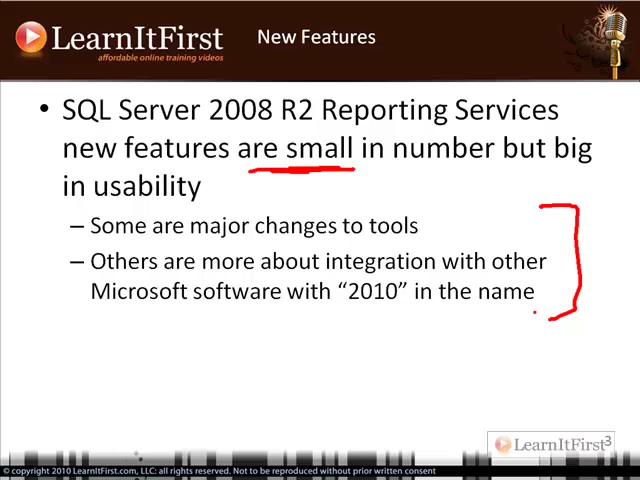 LearnItFirst
affordable online training videos
New Features
• SQL Server 2008 R2 Reporting Services
new features are small in number but big
in usability
– Some are major changes to tools
– Others are more about integration with other
Microsoft software with “2010” in the name
LearnItFirst
3
© copyright 2010 LearnItFirst.com, LLC: all rights reserved. Not to be reproduced without prior written consent